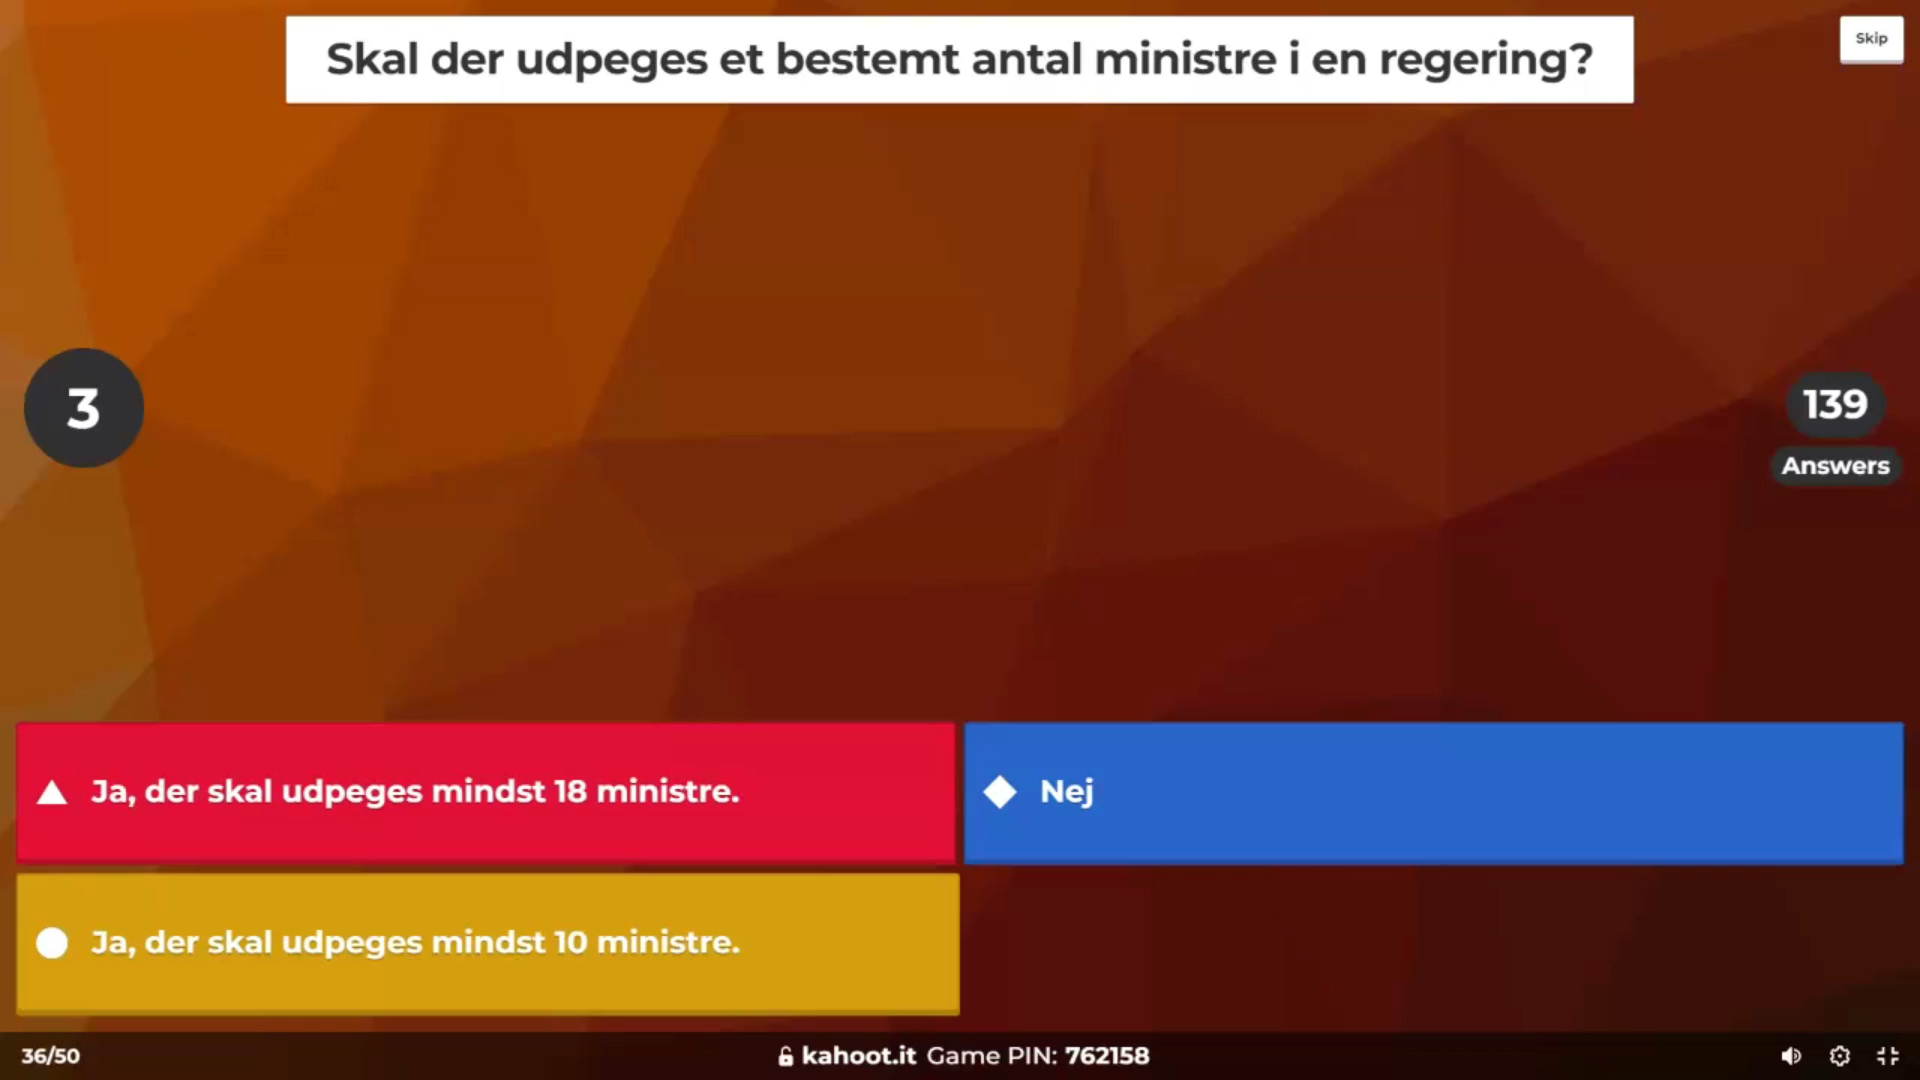 Skal der udpeges et bestemt antal ministre i en regering?
Skip
3
139
Answers
Ja, der skal udpeges mindst 18 ministre.
Nej
Ja, der skal udpeges mindst 10 ministre.
36/50
kahoot.it Game PIN: 762158